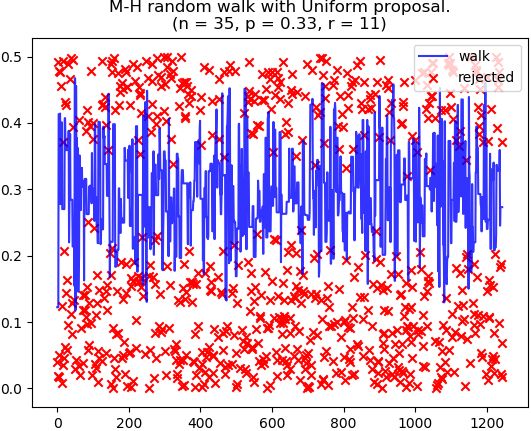 M-H random walk with Uniform proposal.
(n = 35, p = 0.33, r = 11)
walk
rejected
0.5
0.4
0.3
0.2
0.1
0.0
0 200 400 600 800 1000 1200